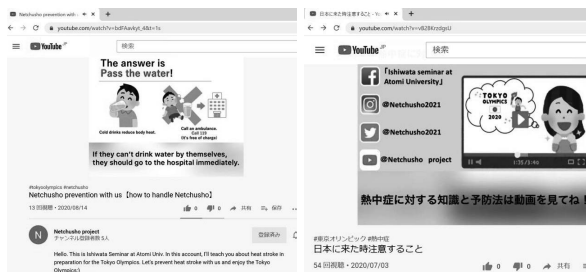 Netchusho prevention with
youtube.com/watch?v=bdFAavkyt_4&t=1s
YouTube JP
検索
The answer is
Pass the water!
Cold drinks reduce body heat.
Call an ambulance.
Call 119
(It's free of charge)
If they can't drink water by themselves,
they should go to the hospital immediately.
#tokyoolympics #netchusho
Netchusho prevention with us【how to handle Netchusho】
13 回視聴・2020/08/14
0 0 共有 保存
N
Netchusho project
チャンネル登録者数 5人
登録済み
Hello. This is Ishiwata Seminar at Atomi Univ. In this account, I'll teach you about heat stroke in
preparation for the Tokyo Olympics. Let's prevent heat stroke with us and enjoy the Tokyo
Olympics:)
日本に来た時注意すること - Yo
youtube.com/watch?v=v828KrzdgsU
YouTube JP
検索
「Ishiwata seminar at
Atomi University」
@Netchusho2021
@Netchusho2021
@Netchusho project
TOKYO
OLYMPICS
2020
熱中症に対する知識と予防法は動画を見てね!
#東京オリンピック #熱中症
日本に来た時注意すること
54 回視聴・2020/07/03
0 0 共有